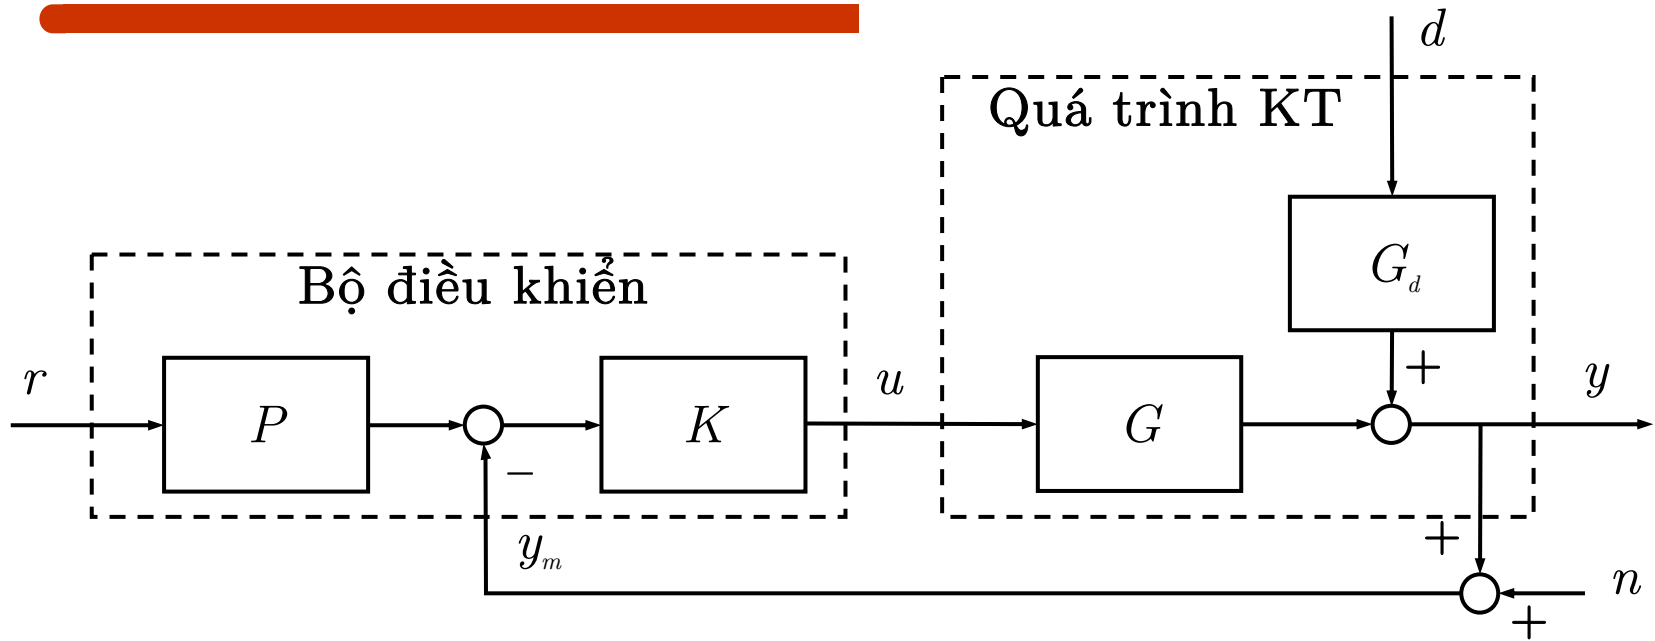 d
Quá trình KT
G_d
Bộ điều khiển
+
r
u
y
P
K
G
−
+
y_m
n
+